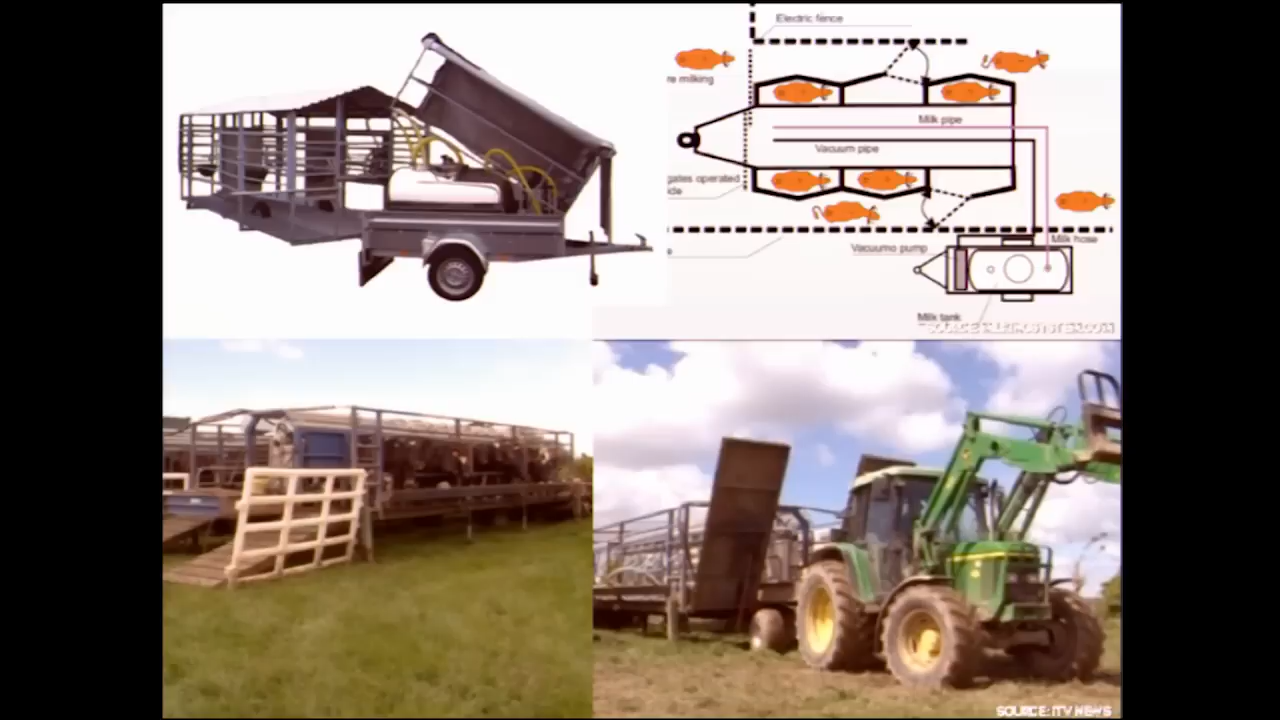 Electric fence
re milking
Milk pipe
Vacuum pipe
gates operated
ide
e
Vacuumo pump
Milk hose
Milk tank
SOURCE: ITV NEWS